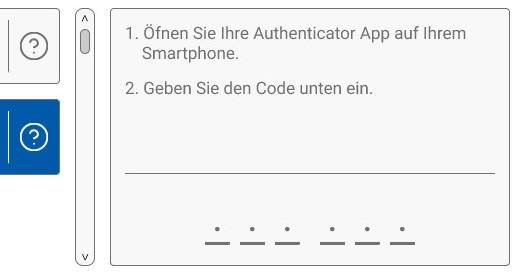 ?
?
1. Öfnen Sie Ihre Authenticator App auf Ihrem
Smartphone.
2. Geben Sie den Code unten ein.